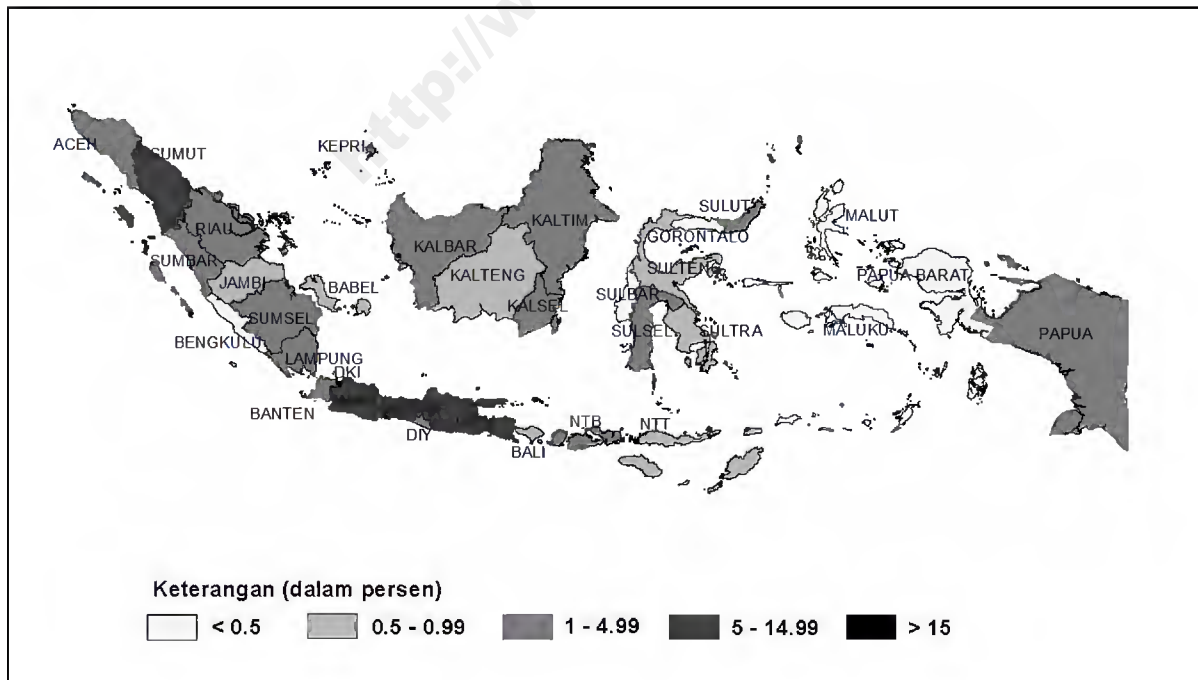 http://w
ACEH
SUMUT
KEPRI
RIAU
SUMBAR
JAMBI
BABEL
SUMSEL
BENGKULU
LAMPUNG
DKI
BANTEN
DIY
BALI
NTB
NTT
KALBAR
KALTIM
KALTENG
KALSEL
SULUT
GORONTALO
SULTENG
SULBAR
SULSEL
SULTRA
MALUT
PAPUA BARAT
MALUKU
PAPUA
Keterangan (dalam persen)
< 0.5 0.5 - 0.99 1 - 4.99 5 - 14.99 > 15